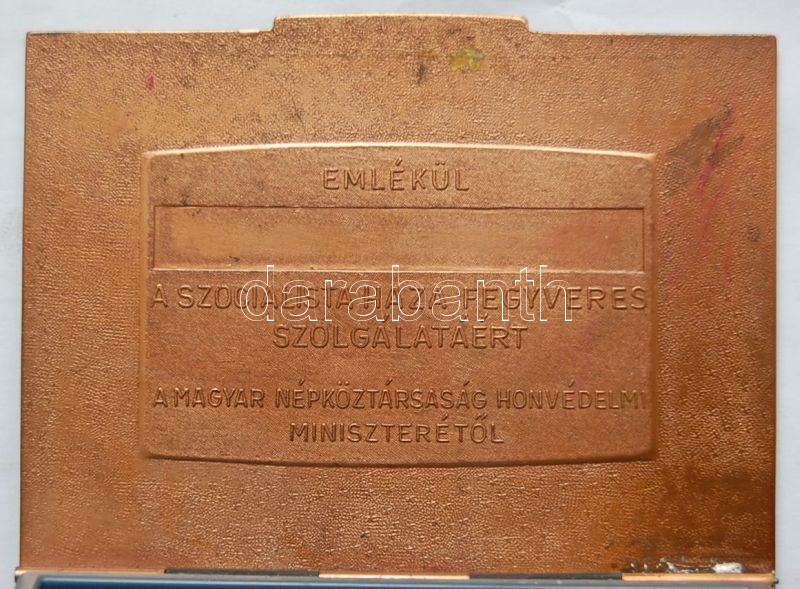 EMLÉKÜL
A SZOCIALISTA HAZA FEGYVERES
SZOLGÁLATÁÉRT
A MAGYAR NÉPKÖZTÁRSASÁG HONVÉDELMI
MINISZTERÉTŐL
darabanth